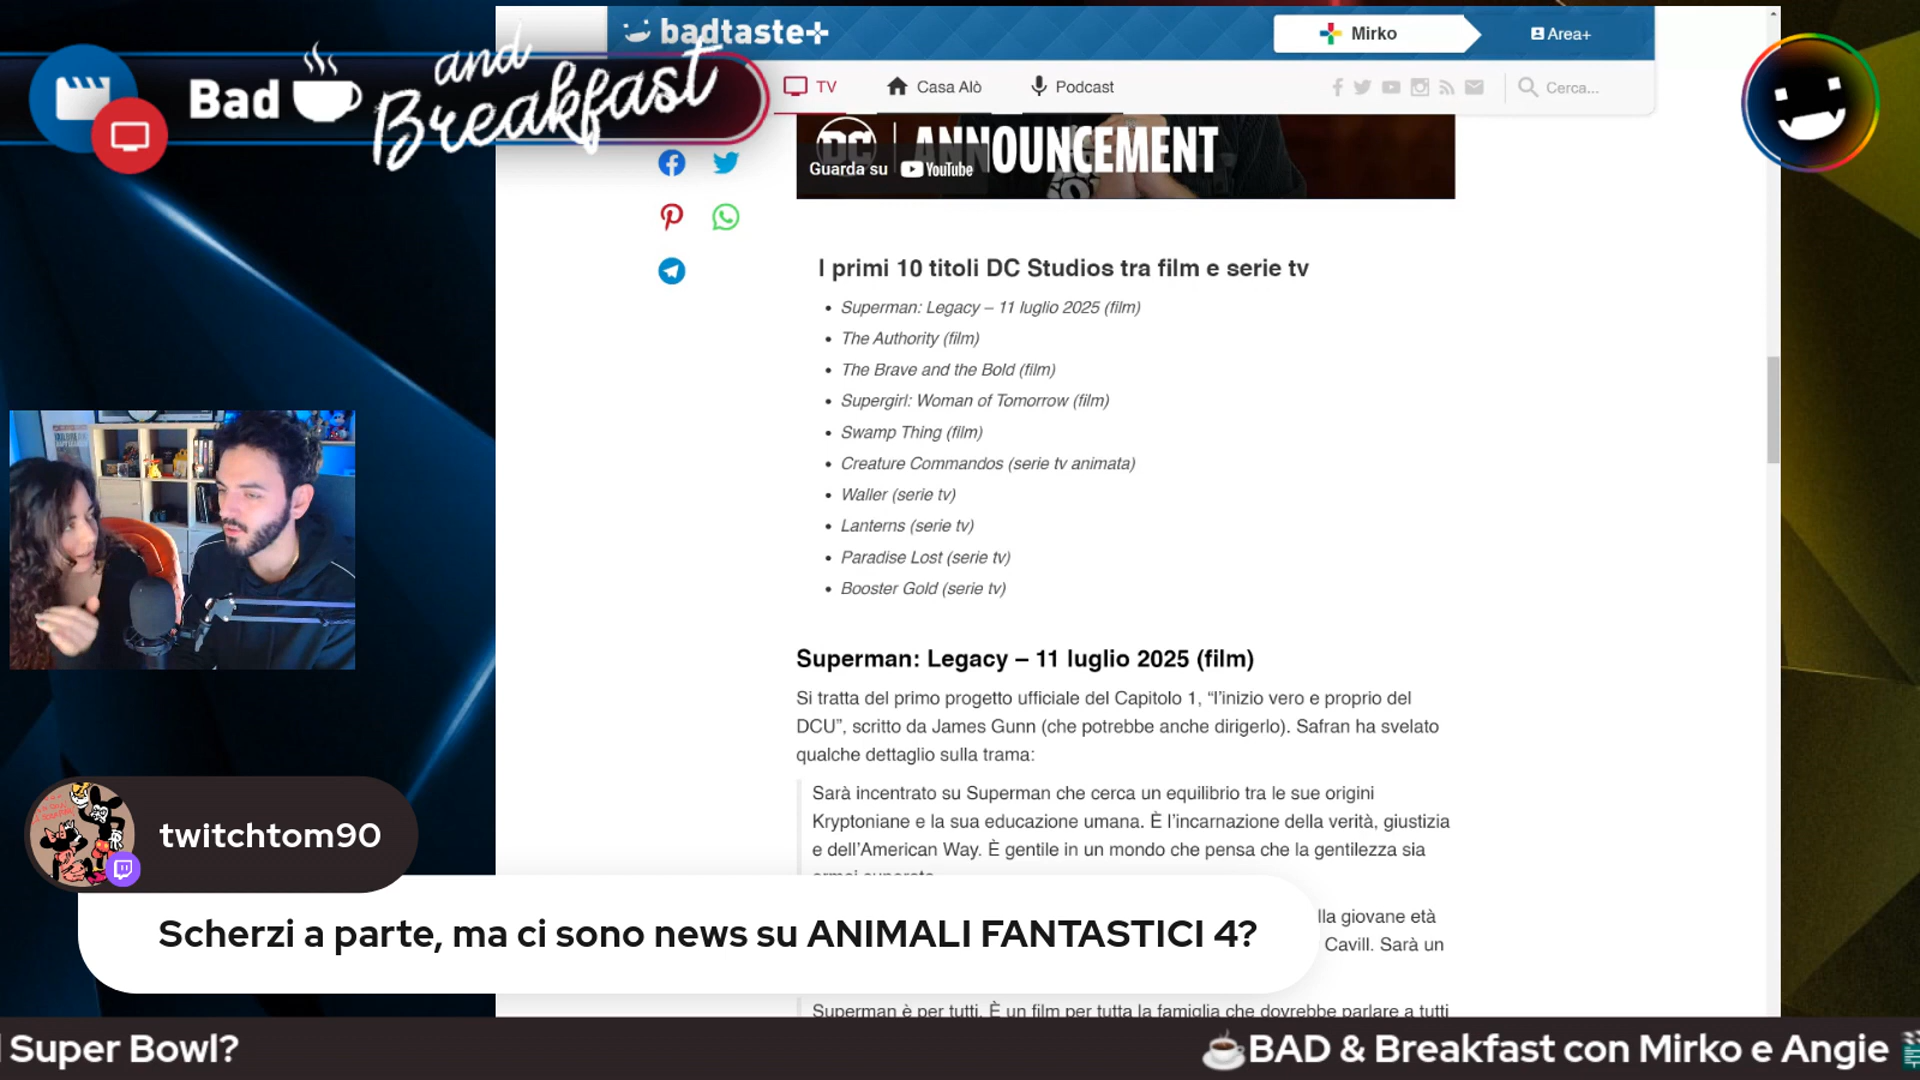 badtaste+
Mirko
Area+
Bad and Breakfast
TV
Casa Alò
Podcast
Cerca...
DC ANNOUNCEMENT
Guarda su YouTube
I primi 10 titoli DC Studios tra film e serie tv
• Superman: Legacy – 11 luglio 2025 (film)
• The Authority (film)
• The Brave and the Bold (film)
• Supergirl: Woman of Tomorrow (film)
• Swamp Thing (film)
• Creature Commandos (serie tv animata)
• Waller (serie tv)
• Lanterns (serie tv)
• Paradise Lost (serie tv)
• Booster Gold (serie tv)
Superman: Legacy – 11 luglio 2025 (film)
Si tratta del primo progetto ufficiale del Capitolo 1, “l’inizio vero e proprio del
DCU”, scritto da James Gunn (che potrebbe anche dirigerlo). Safran ha svelato
qualche dettaglio sulla trama:
Sarà incentrato su Superman che cerca un equilibrio tra le sue origini
Kryptoniane e la sua educazione umana. È l’incarnazione della verità, giustizia
e dell’American Way. È gentile in un mondo che pensa che la gentilezza sia
lla giovane età
Cavill. Sarà un
Superman è per tutti. È un film per tutta la famiglia che dovrebbe parlare a tutti
twitchtom90
Scherzi a parte, ma ci sono news su ANIMALI FANTASTICI 4?
Super Bowl?
BAD & Breakfast con Mirko e Angie